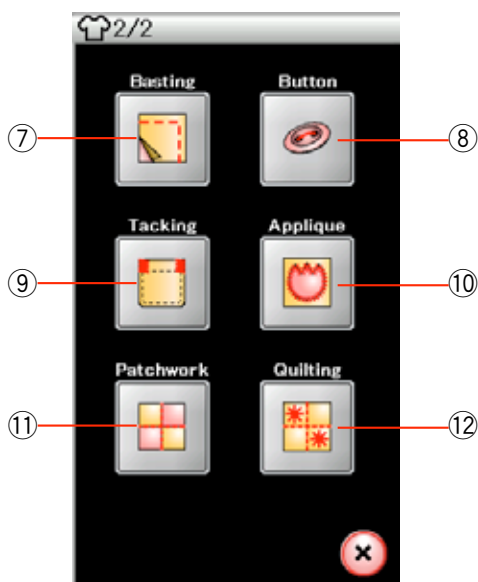 2/2
Basting Button
⑦ ⑧
Tacking Applique
⑨ ⑩
Patchwork Quilting
⑪ ⑫